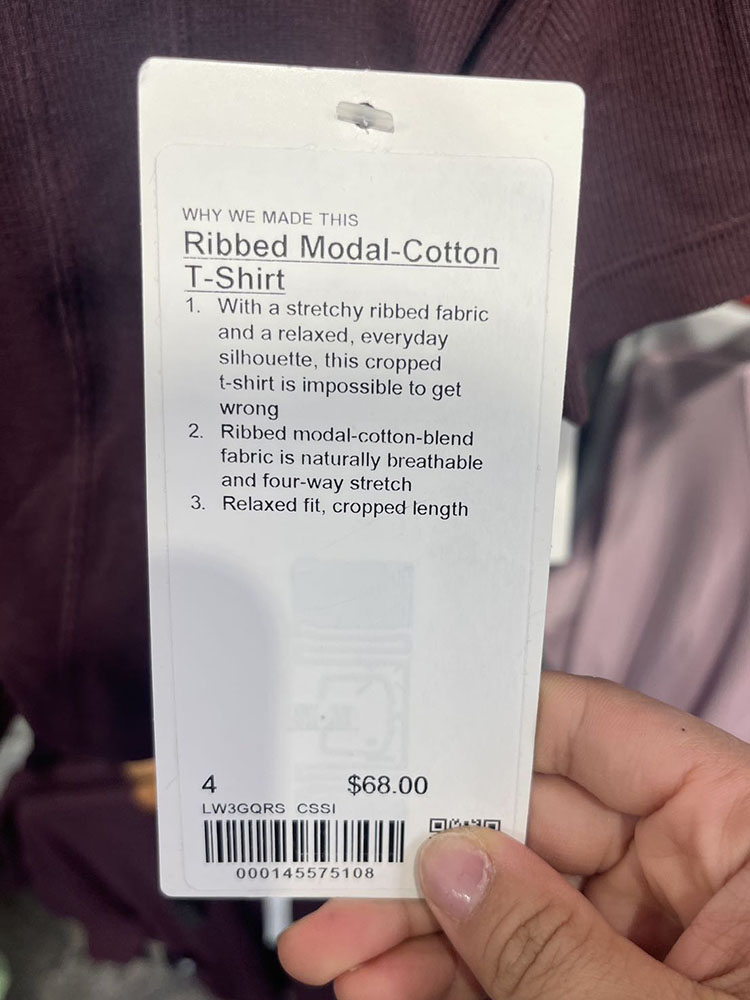 WHY WE MADE THIS
Ribbed Modal-Cotton
T-Shirt
1. With a stretchy ribbed fabric
and a relaxed, everyday
silhouette, this cropped
t-shirt is impossible to get
wrong
2. Ribbed modal-cotton-blend
fabric is naturally breathable
and four-way stretch
3. Relaxed fit, cropped length
4 $68.00
LW3GQRS CSSI
000145575108